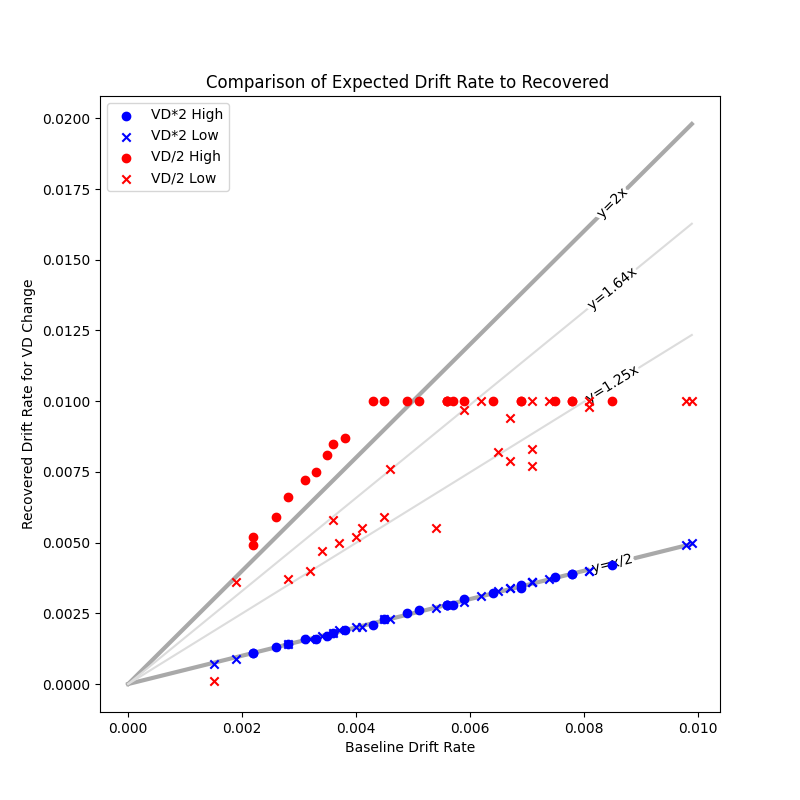 Comparison of Expected Drift Rate to Recovered
VD*2 High
VD*2 Low
VD/2 High
VD/2 Low
y=2x
y=1.64x
y=1.25x
y=x/2
Recovered Drift Rate for VD Change
0.0200
0.0175
0.0150
0.0125
0.0100
0.0075
0.0050
0.0025
0.0000
0.000 0.002 0.004 0.006 0.008 0.010
Baseline Drift Rate